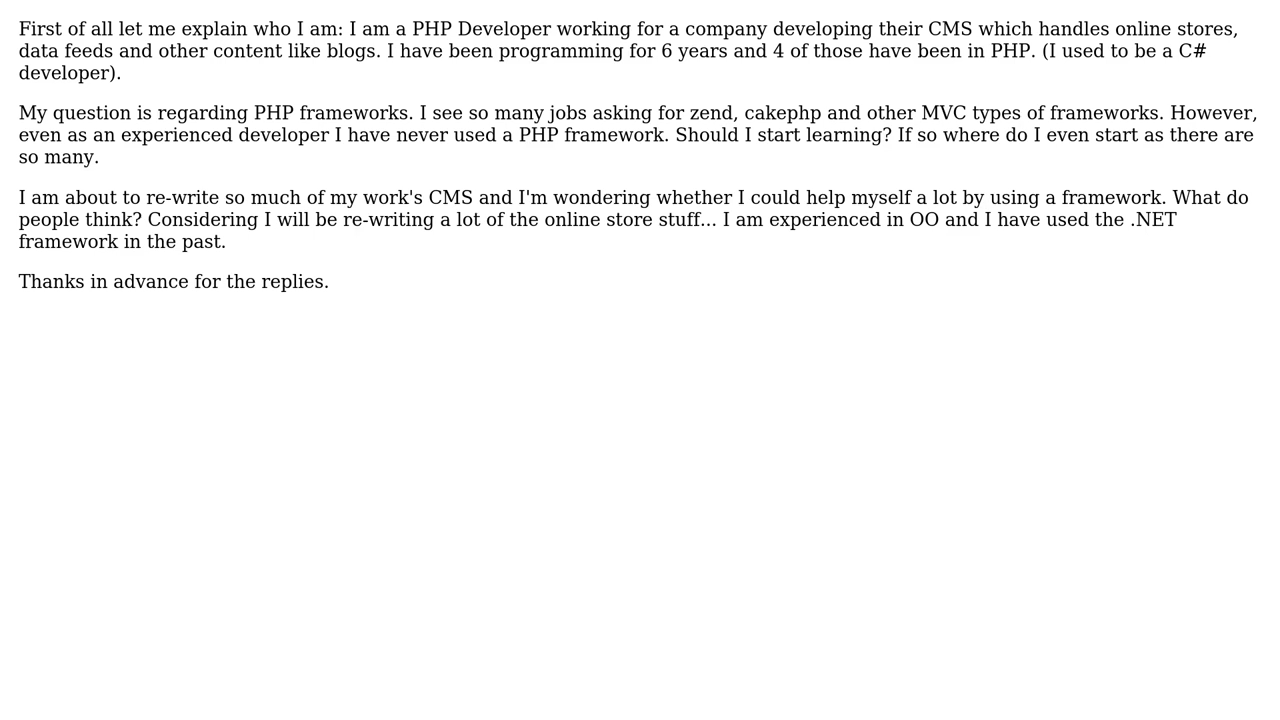 First of all let me explain who I am: I am a PHP Developer working for a company developing their CMS which handles online stores,
data feeds and other content like blogs. I have been programming for 6 years and 4 of those have been in PHP. (I used to be a C#
developer).
My question is regarding PHP frameworks. I see so many jobs asking for zend, cakephp and other MVC types of frameworks. However,
even as an experienced developer I have never used a PHP framework. Should I start learning? If so where do I even start as there are
so many.
I am about to re-write so much of my work's CMS and I'm wondering whether I could help myself a lot by using a framework. What do
people think? Considering I will be re-writing a lot of the online store stuff... I am experienced in OO and I have used the .NET
framework in the past.
Thanks in advance for the replies.